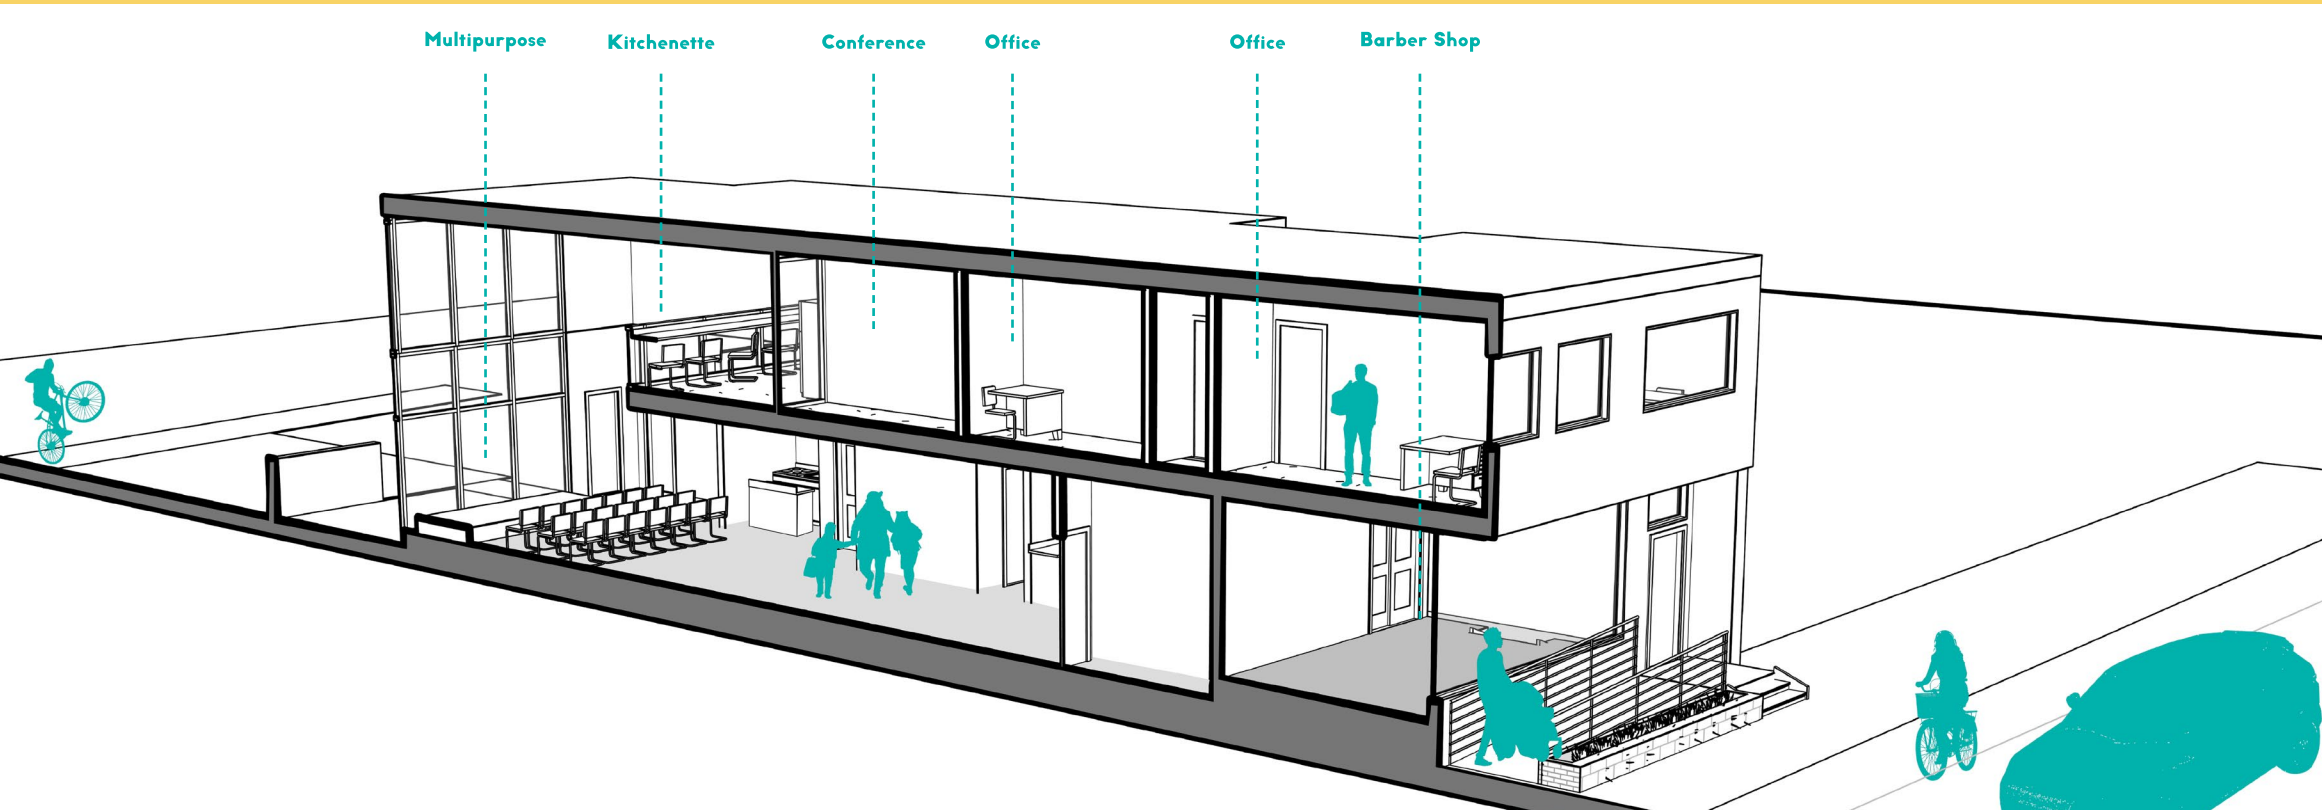 Multipurpose
Kitchenette
Conference
Office
Office
Barber Shop